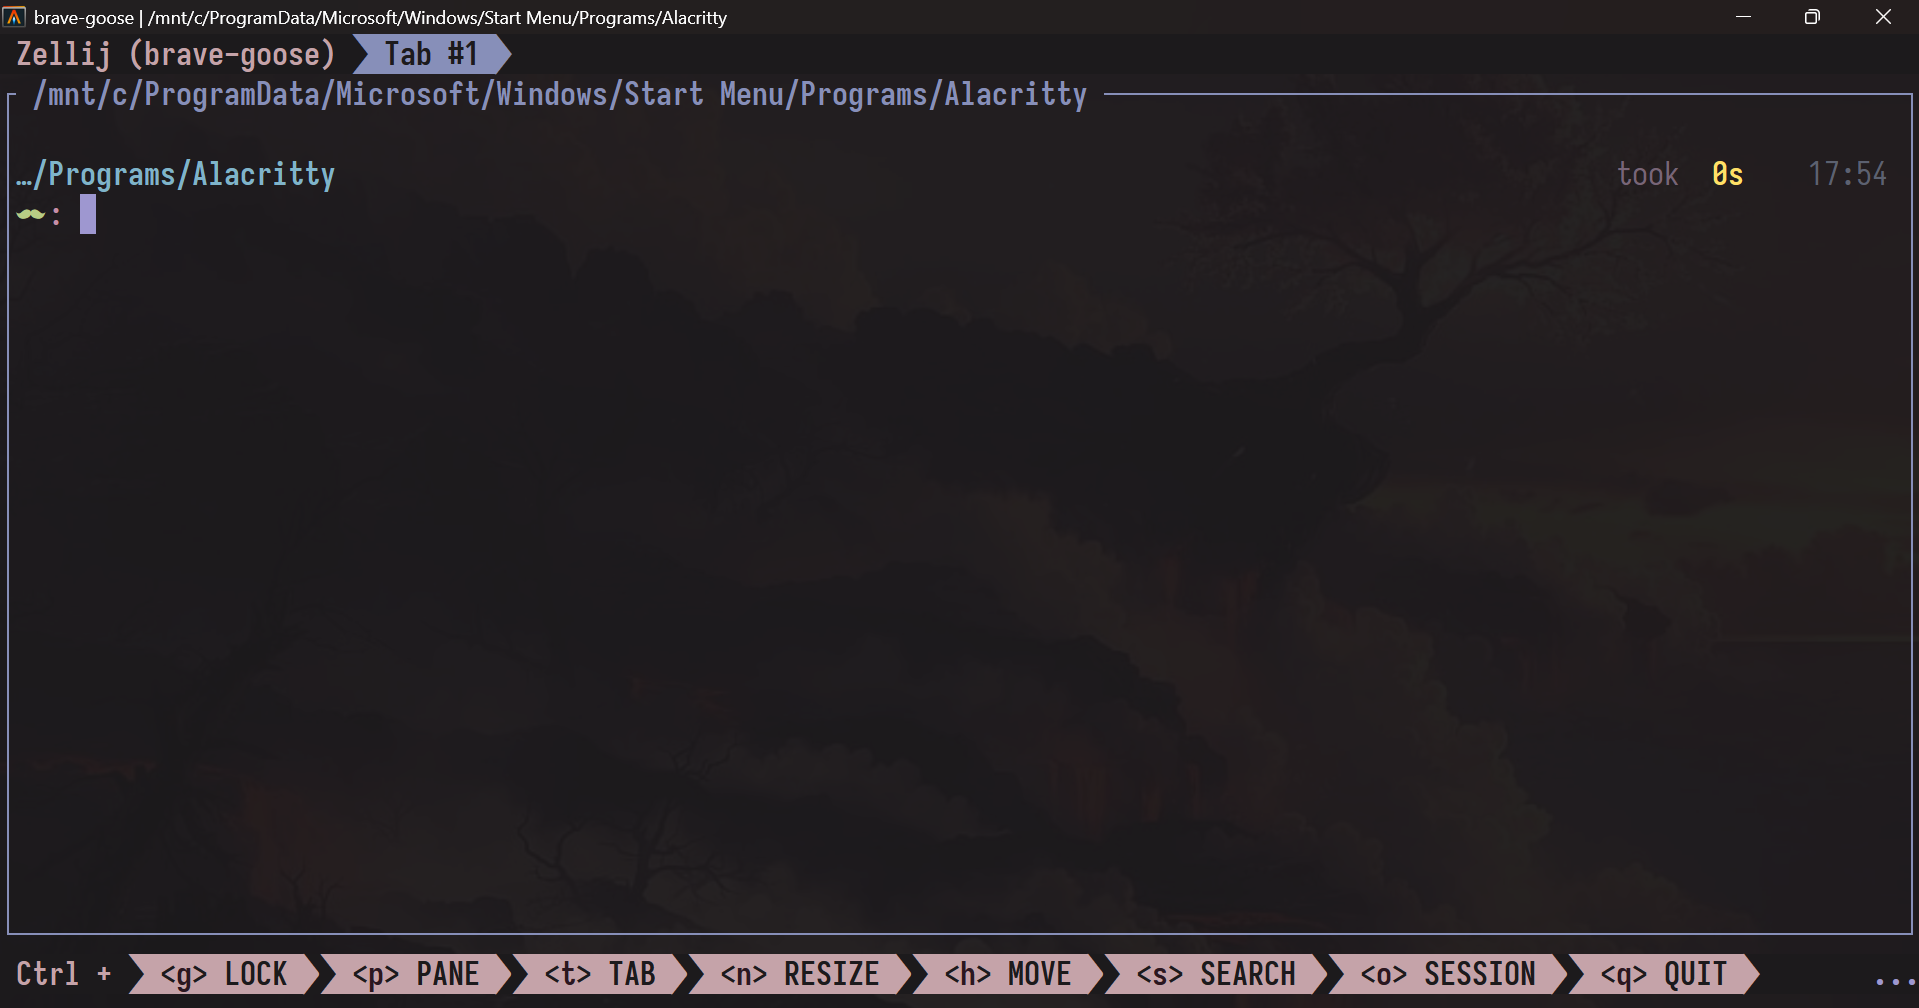 brave-goose | /mnt/c/ProgramData/Microsoft/Windows/Start Menu/Programs/Alacritty
Zellij (brave-goose) Tab #1
/mnt/c/ProgramData/Microsoft/Windows/Start Menu/Programs/Alacritty
…/Programs/Alacritty took 0s 17:54
:
Ctrl + <g> LOCK <p> PANE <t> TAB <n> RESIZE <h> MOVE <s> SEARCH <o> SESSION <q> QUIT ...